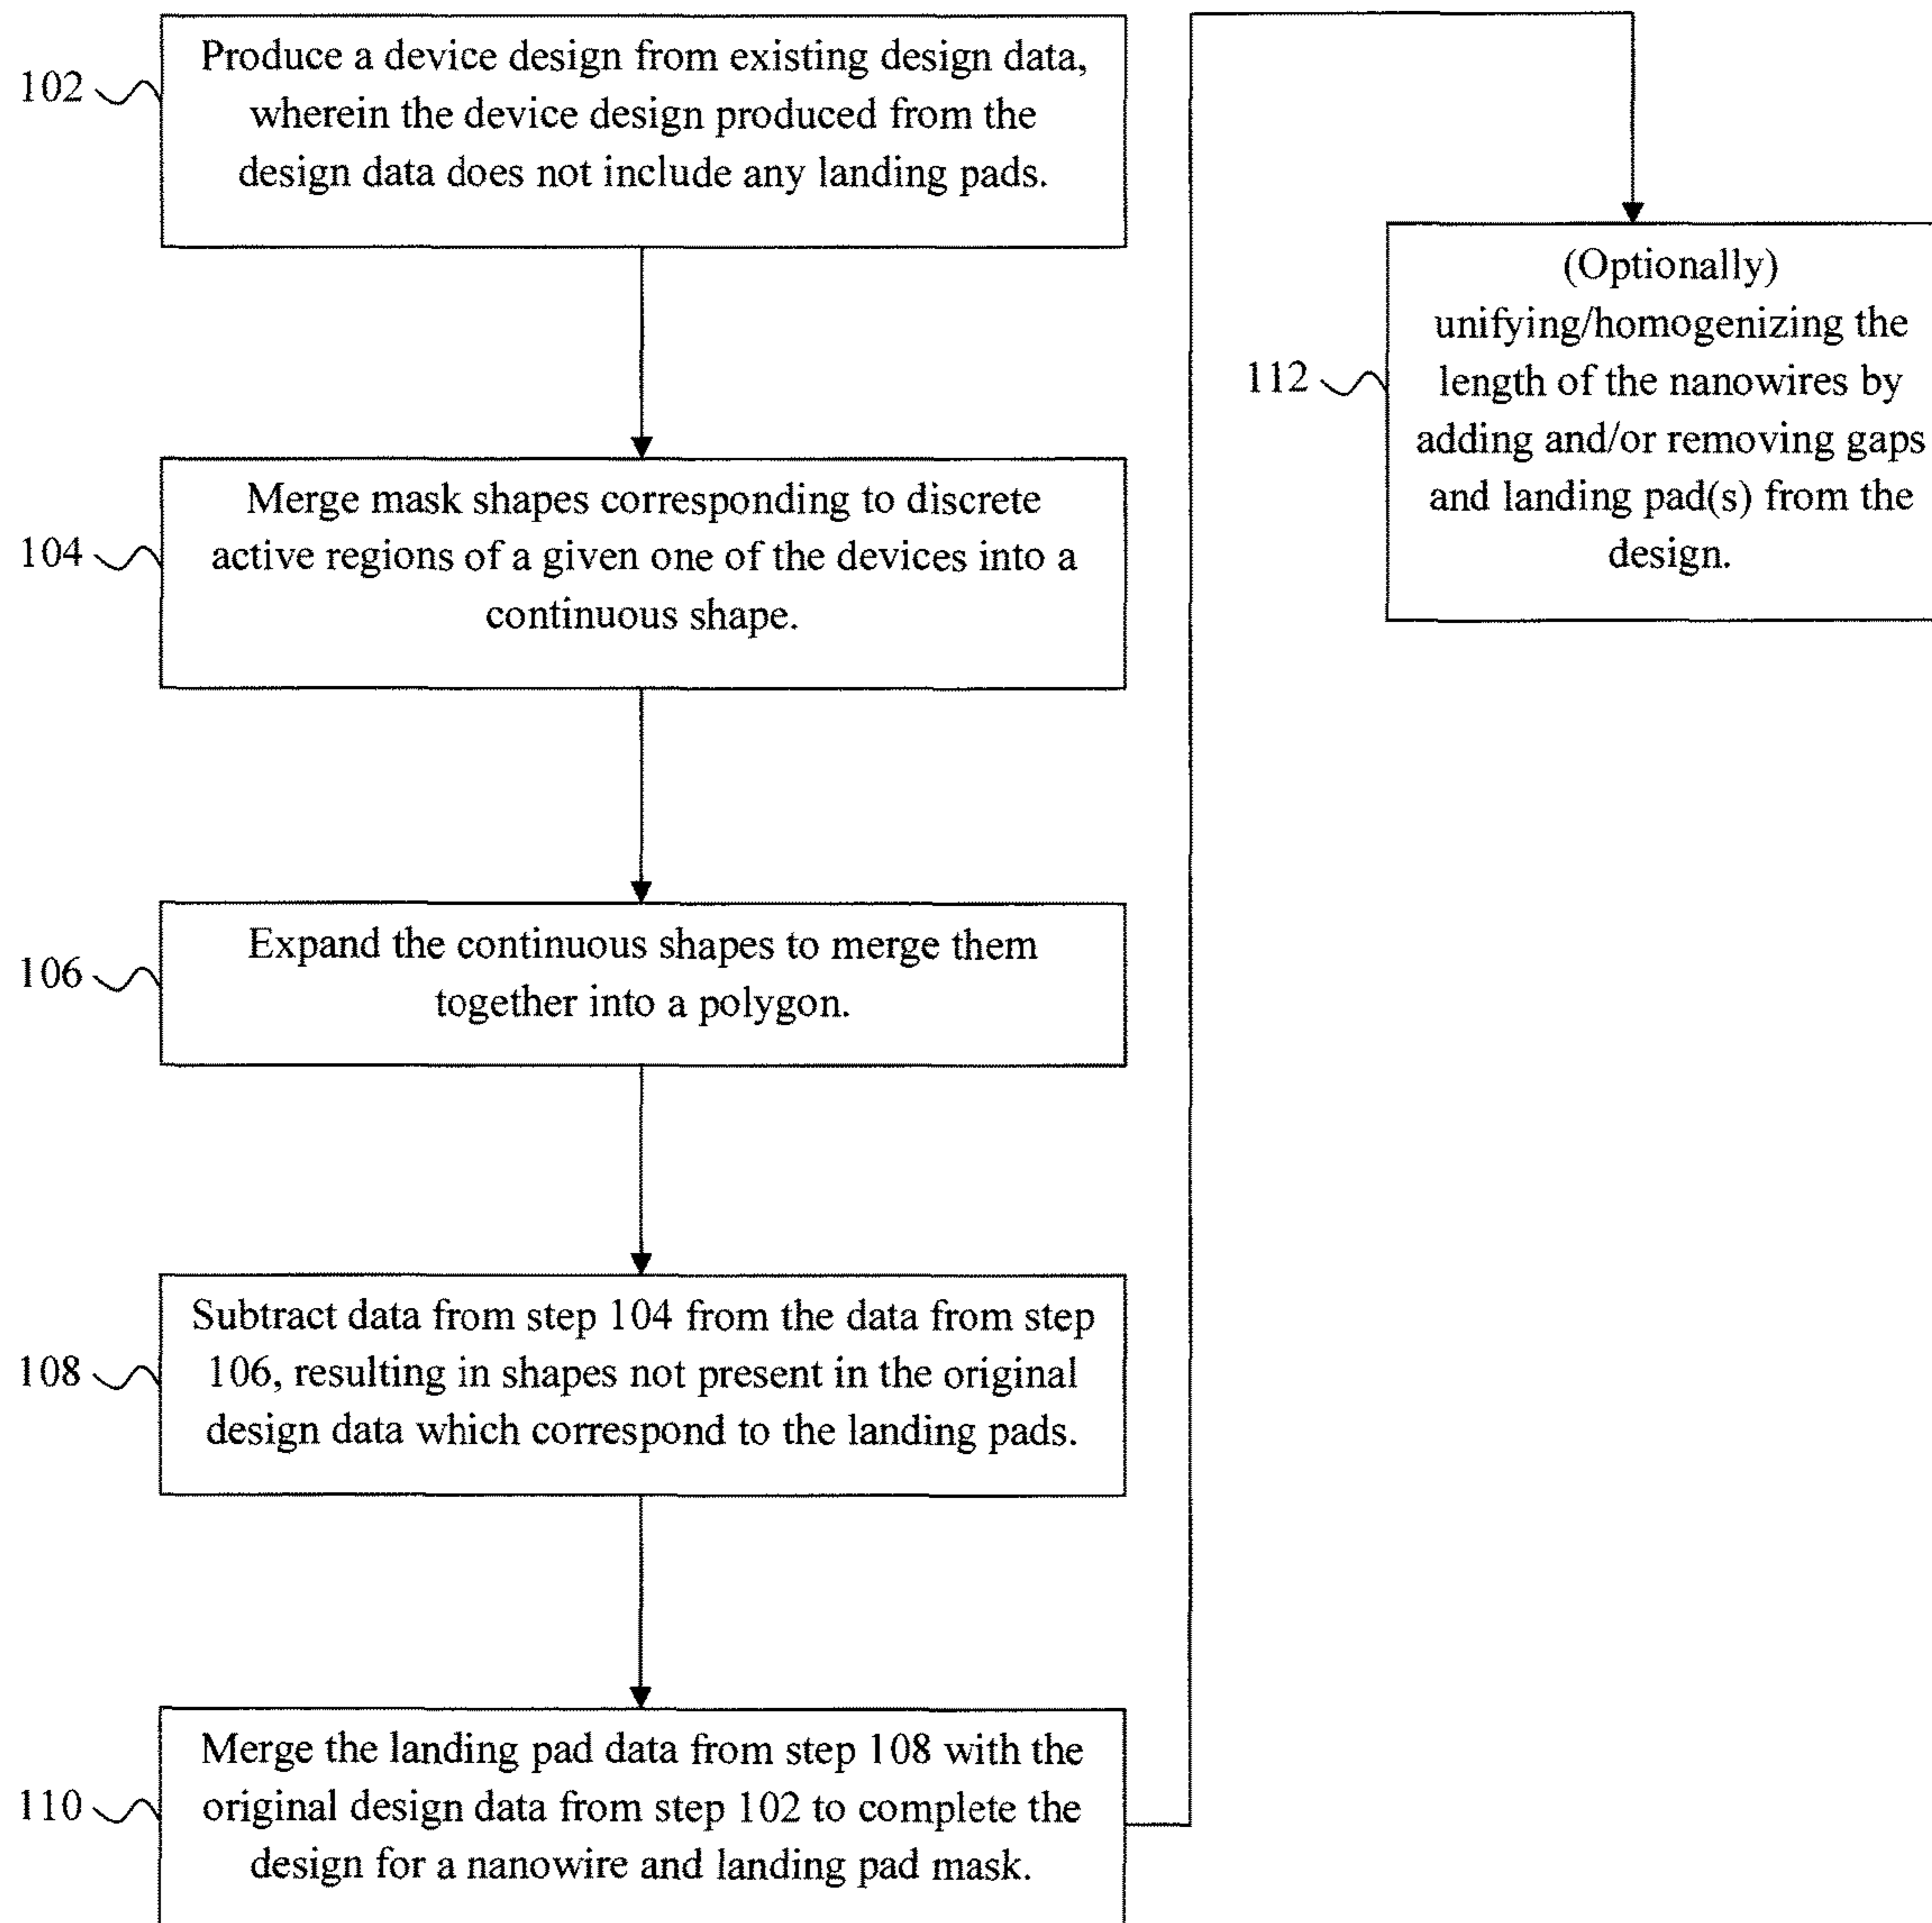 102
Produce a device design from existing design data,
wherein the device design produced from the
design data does not include any landing pads.
104
Merge mask shapes corresponding to discrete
active regions of a given one of the devices into a
continuous shape.
106
Expand the continuous shapes to merge them
together into a polygon.
108
Subtract data from step 104 from the data from step
106, resulting in shapes not present in the original
design data which correspond to the landing pads.
110
Merge the landing pad data from step 108 with the
original design data from step 102 to complete the
design for a nanowire and landing pad mask.
112
(Optionally)
unifying/homogenizing the
length of the nanowires by
adding and/or removing gaps
and landing pad(s) from the
design.